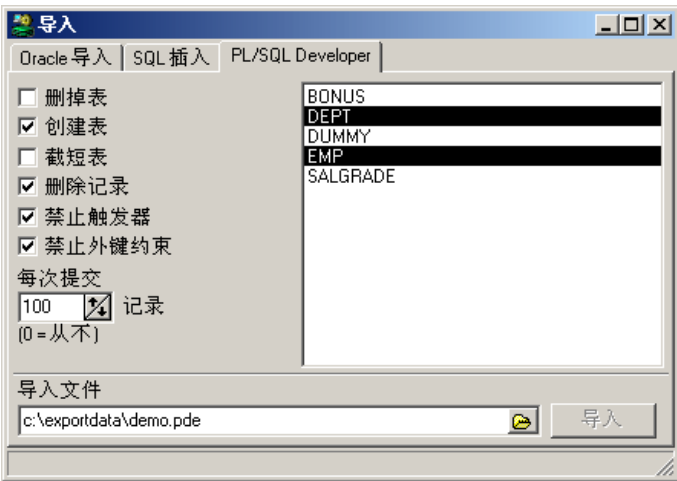 导入
Oracle 导入 SQL 插入 PL/SQL Developer
删掉表
创建表
截短表
删除记录
禁止触发器
禁止外键约束
每次提交
100 记录
(0 = 从不)
BONUS
DEPT
DUMMY
EMP
SALGRADE
导入文件
c:\exportdata\demo.pde 导入